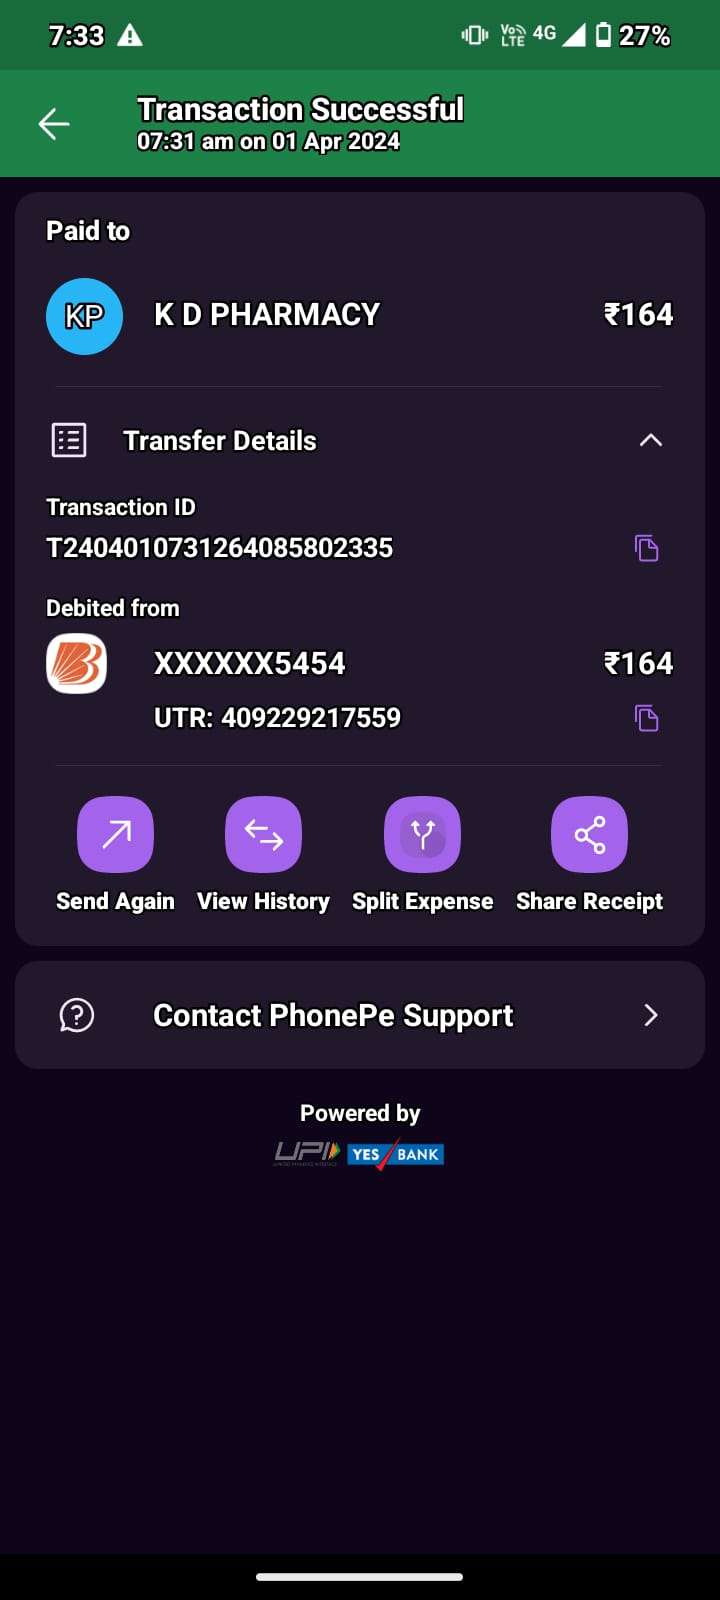 7:33
Vo LTE 4G 27%
Transaction Successful
07:31 am on 01 Apr 2024
Paid to
KP K D PHARMACY ₹164
Transfer Details
Transaction ID
T2404010731264085802335
Debited from
XXXXXX5454 ₹164
UTR: 409229217559
Send Again View History Split Expense Share Receipt
Contact PhonePe Support
Powered by
UPI YES BANK